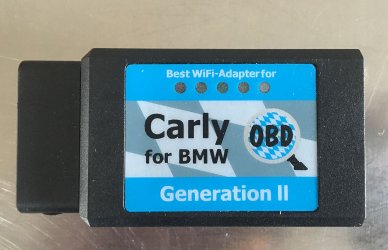 Best WiFi-Adapter for
Carly
for BMW
OBD
Generation II